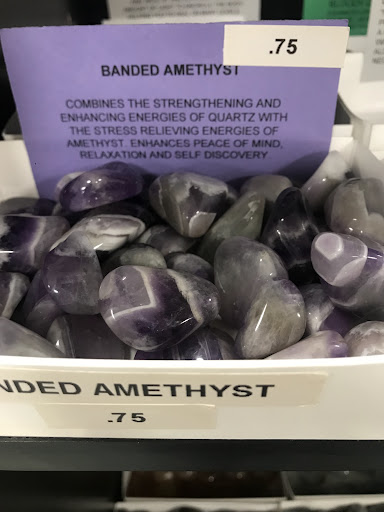 .75
BANDED AMETHYST
COMBINES THE STRENGTHENING AND
ENHANCING ENERGIES OF QUARTZ WITH
THE STRESS RELIEVING ENERGIES OF
AMETHYST. ENHANCES PEACE OF MIND,
RELAXATION AND SELF DISCOVERY
NDED AMETHYST
.75